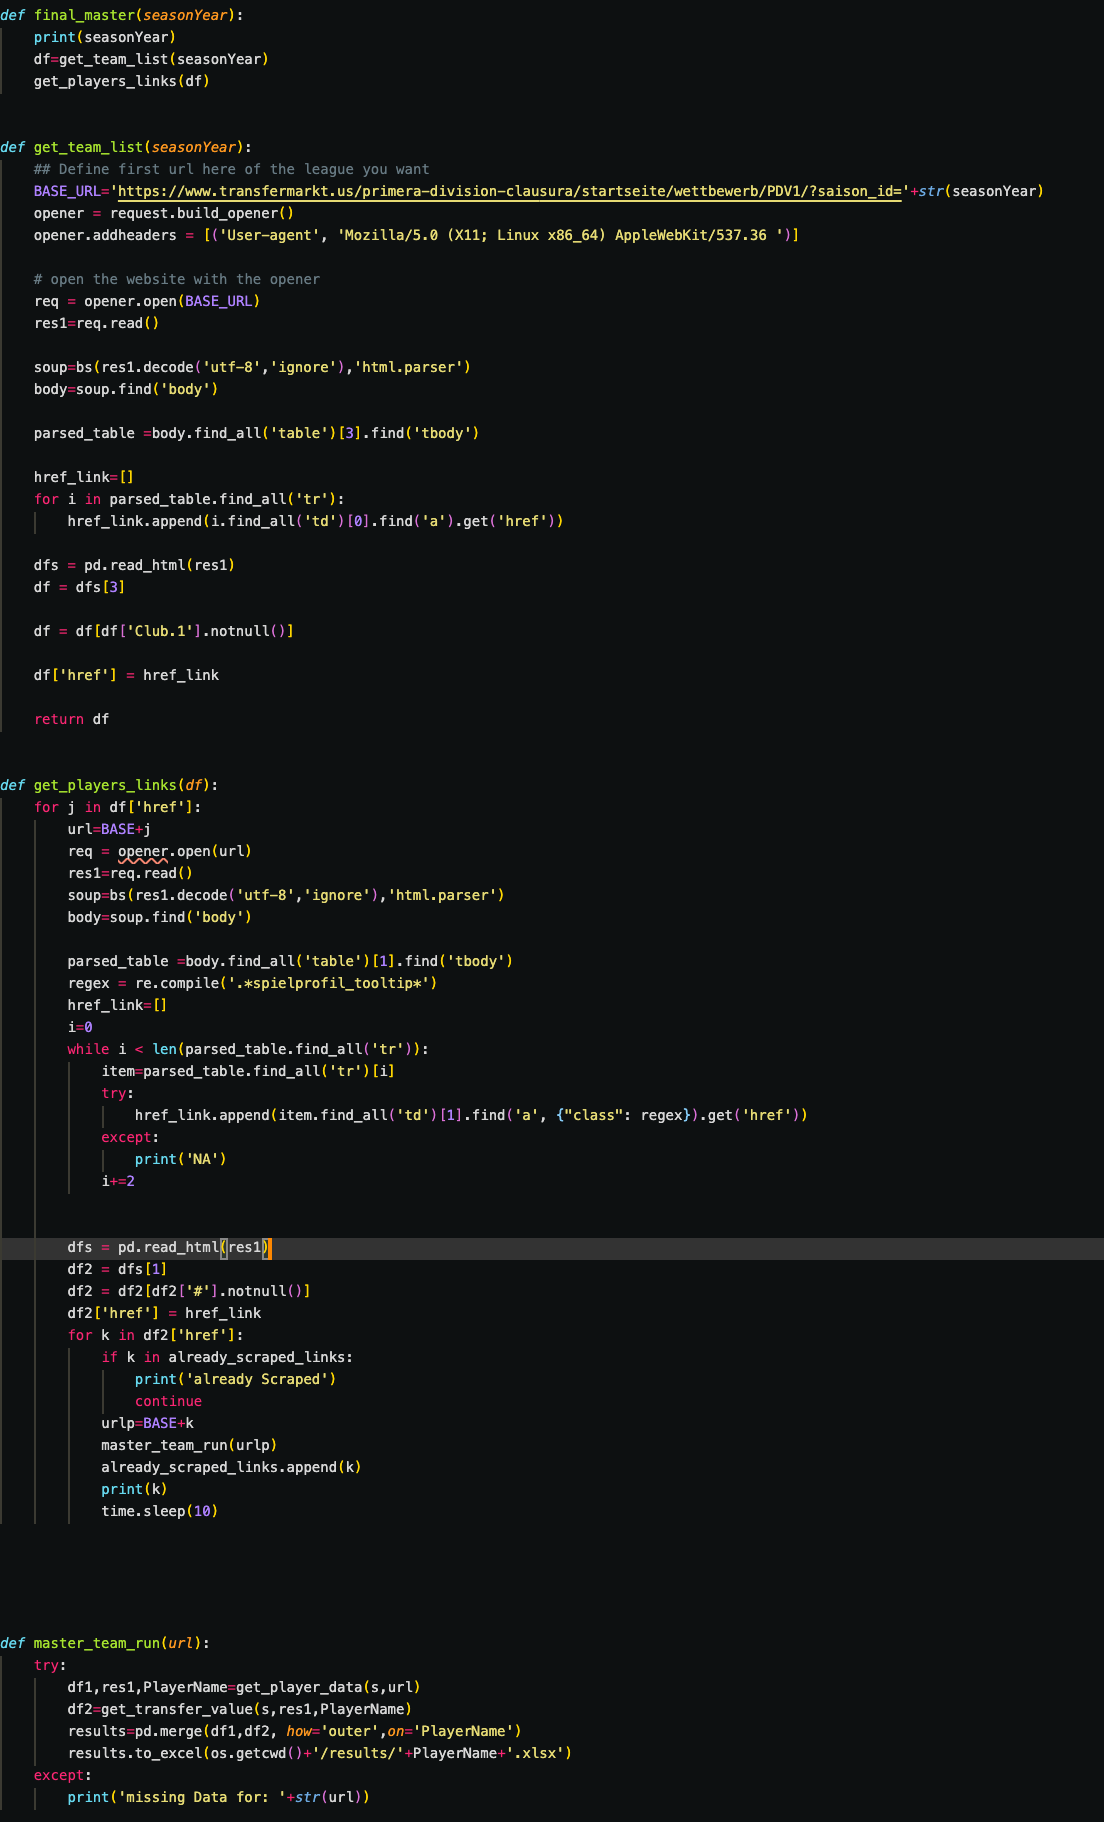 def final_master(seasonYear):
    print(seasonYear)
    df=get_team_list(seasonYear)
    get_players_links(df)
def get_team_list(seasonYear):
    ## Define first url here of the league you want
    BASE_URL='https://www.transfermarkt.us/primera-division-clausura/startseite/wettbewerb/PDV1/?saison_id='+str(seasonYear)
    opener = request.build_opener()
    opener.addheaders = [('User-agent', 'Mozilla/5.0 (X11; Linux x86_64) AppleWebKit/537.36 ')]
    # open the website with the opener
    req = opener.open(BASE_URL)
    res1=req.read()
    soup=bs(res1.decode('utf-8','ignore'),'html.parser')
    body=soup.find('body')
    parsed_table =body.find_all('table')[3].find('tbody')
    href_link=[]
    for i in parsed_table.find_all('tr'):
        href_link.append(i.find_all('td')[0].find('a').get('href'))
    dfs = pd.read_html(res1)
    df = dfs[3]
    df = df[df['Club.1'].notnull()]
    df['href'] = href_link
    return df
def get_players_links(df):
    for j in df['href']:
        url=BASE+j
        req = opener.open(url)
        res1=req.read()
        soup=bs(res1.decode('utf-8','ignore'),'html.parser')
        body=soup.find('body')
        parsed_table =body.find_all('table')[1].find('tbody')
        regex = re.compile('.*spielprofil_tooltip*')
        href_link=[]
        i=0
        while i < len(parsed_table.find_all('tr')):
            item=parsed_table.find_all('tr')[i]
            try:
                href_link.append(item.find_all('td')[1].find('a', {"class": regex}).get('href'))
            except:
                print('NA')
            i+=2
        dfs = pd.read_html(res1)
        df2 = dfs[1]
        df2 = df2[df2['#'].notnull()]
        df2['href'] = href_link
        for k in df2['href']:
            if k in already_scraped_links:
                print('already Scraped')
                continue
            urlp=BASE+k
            master_team_run(urlp)
            already_scraped_links.append(k)
            print(k)
            time.sleep(10)
def master_team_run(url):
    try:
        df1,res1,PlayerName=get_player_data(s,url)
        df2=get_transfer_value(s,res1,PlayerName)
        results=pd.merge(df1,df2, how='outer',on='PlayerName')
        results.to_excel(os.getcwd()+'/results/'+PlayerName+'.xlsx')
    except:
        print('missing Data for: '+str(url))